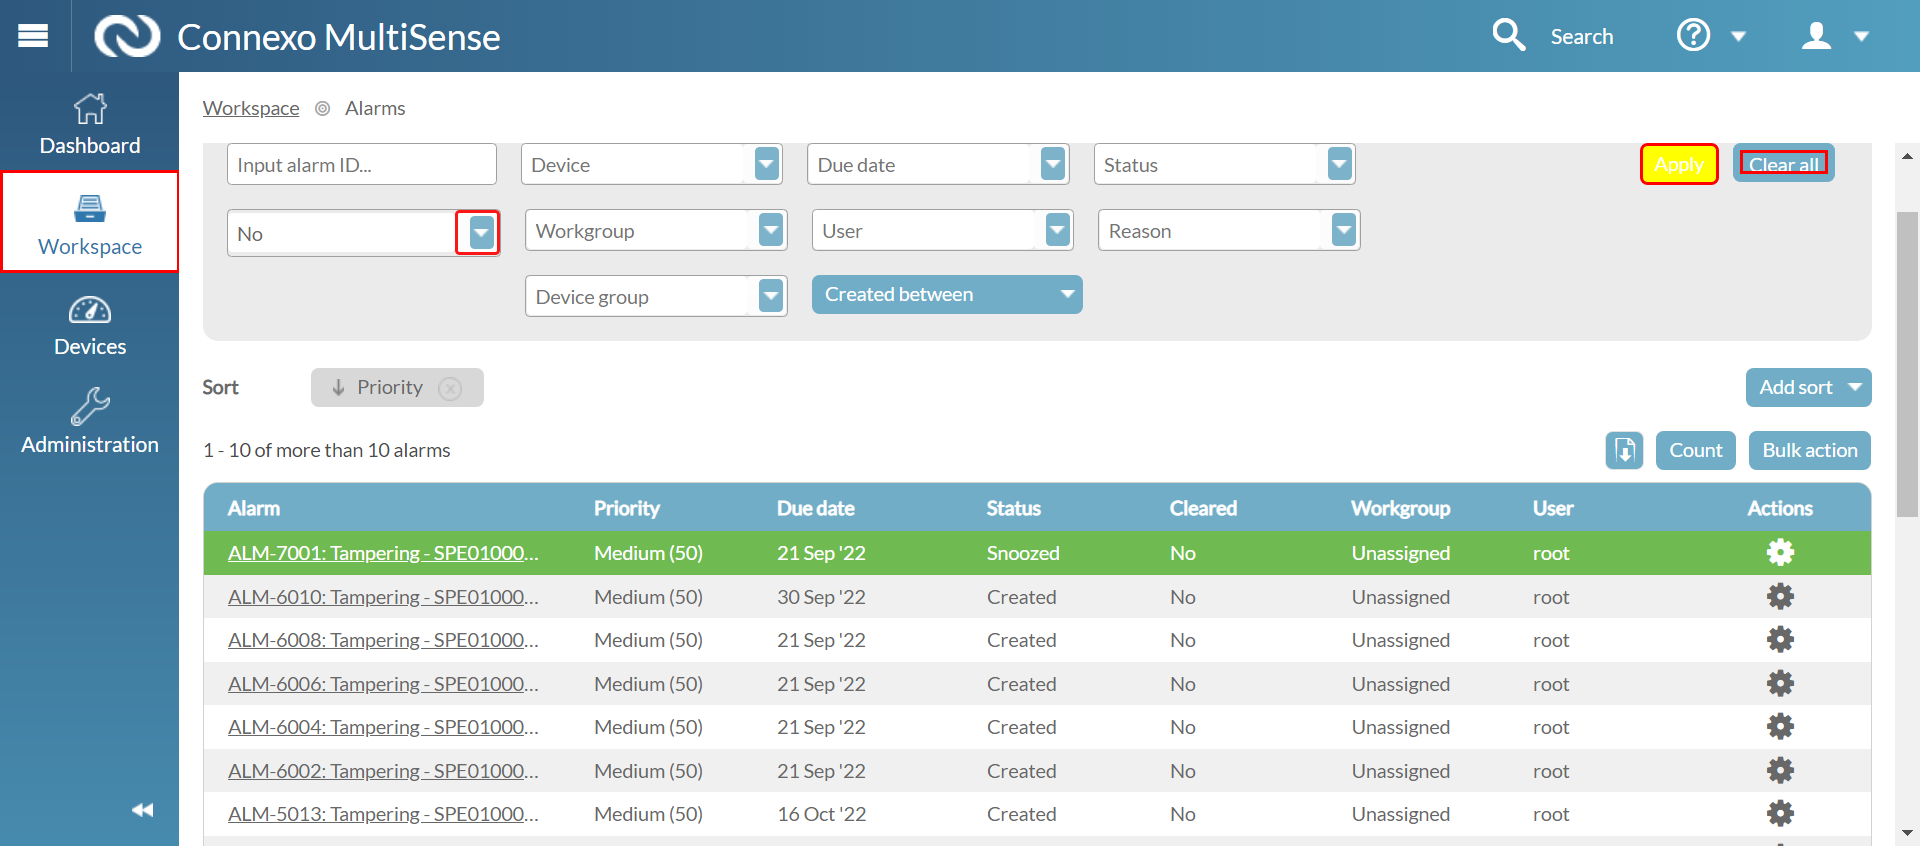 Connexo MultiSense
Search
Dashboard
Workspace
Devices
Administration
Workspace Alarms
Input alarm ID... Device Due date Status Apply Clear all
No Workgroup User Reason
Device group Created between
Sort Priority Add sort
1 - 10 of more than 10 alarms Count Bulk action
Alarm Priority Due date Status Cleared Workgroup User Actions
ALM-7001: Tampering - SPE01000... Medium (50) 21 Sep '22 Snoozed No Unassigned root
ALM-6010: Tampering - SPE01000... Medium (50) 30 Sep '22 Created No Unassigned root
ALM-6008: Tampering - SPE01000... Medium (50) 21 Sep '22 Created No Unassigned root
ALM-6006: Tampering - SPE01000... Medium (50) 21 Sep '22 Created No Unassigned root
ALM-6004: Tampering - SPE01000... Medium (50) 21 Sep '22 Created No Unassigned root
ALM-6002: Tampering - SPE01000... Medium (50) 21 Sep '22 Created No Unassigned root
ALM-5013: Tampering - SPE01000... Medium (50) 16 Oct '22 Created No Unassigned root